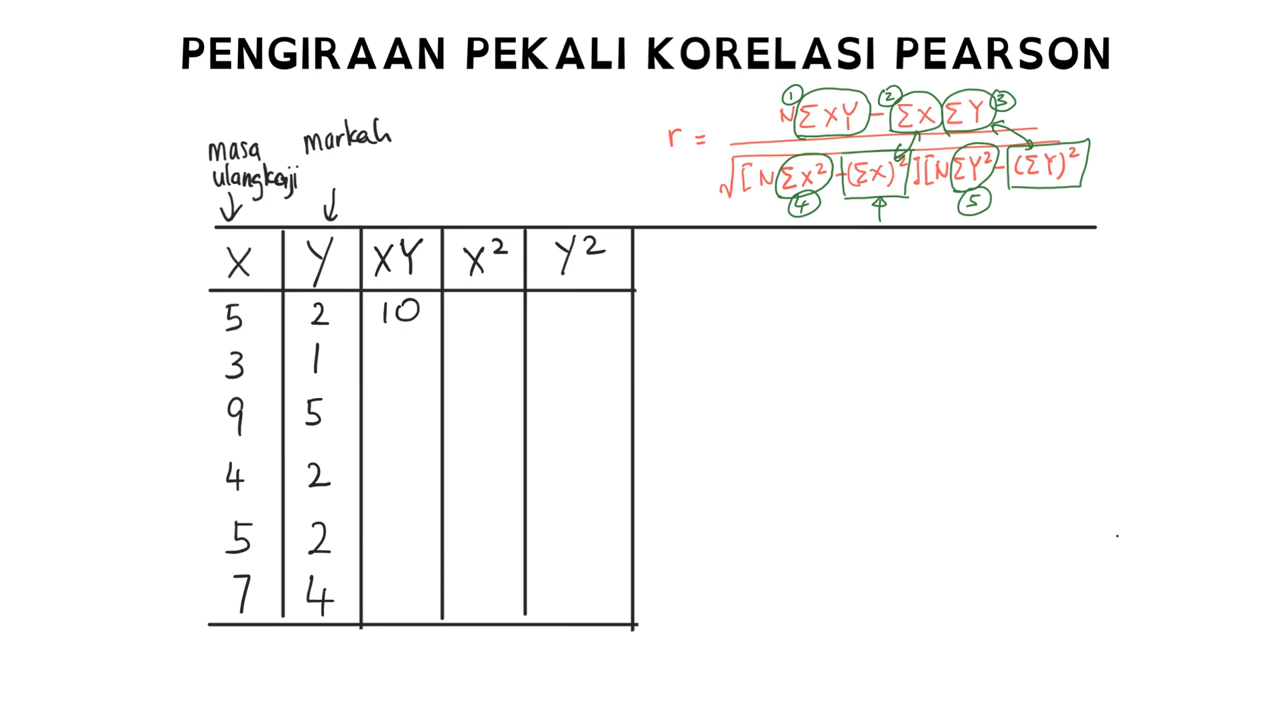 PENGIRAAN PEKALI KORELASI PEARSON
masa ulangkaji
markah
r = N ΣXY - ΣX ΣY
√[NΣX² - (ΣX)²][NΣY² - (ΣY)²]
1 2 3
4 5
X Y XY X² Y²
5 2 10
3 1
9 5
4 2
5 2
7 4